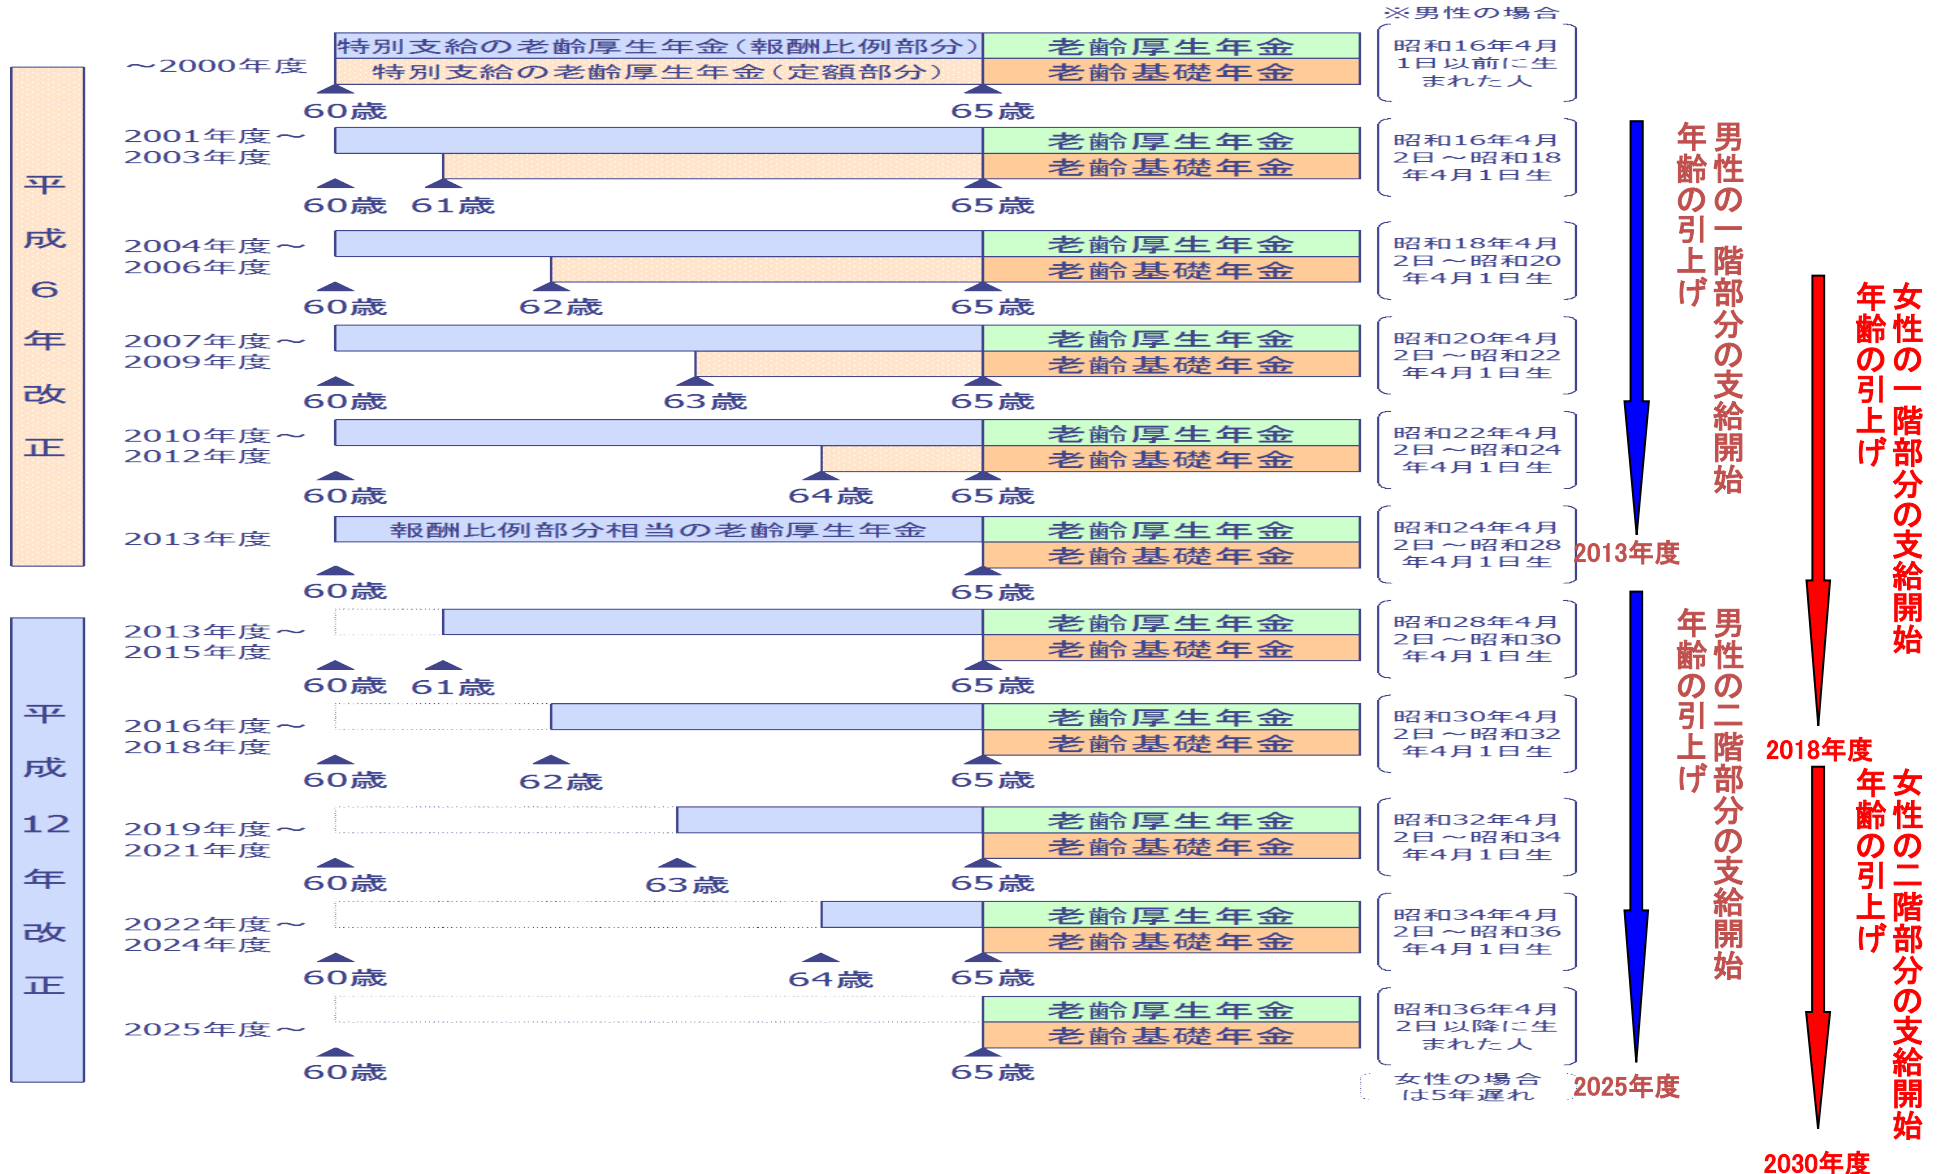 ※男性の場合
平成6年改正
～2000年度
特別支給の老齢厚生年金(報酬比例部分)
老齢厚生年金
特別支給の老齢厚生年金(定額部分)
老齢基礎年金
60歳
65歳
昭和16年4月
1日以前に生
まれた人
2001年度～
2003年度
老齢厚生年金
老齢基礎年金
60歳
61歳
65歳
昭和16年4月
2日～昭和18
年4月1日生
2004年度～
2006年度
老齢厚生年金
老齢基礎年金
60歳
62歳
65歳
昭和18年4月
2日～昭和20
年4月1日生
2007年度～
2009年度
老齢厚生年金
老齢基礎年金
60歳
63歳
65歳
昭和20年4月
2日～昭和22
年4月1日生
2010年度～
2012年度
老齢厚生年金
老齢基礎年金
60歳
64歳
65歳
昭和22年4月
2日～昭和24
年4月1日生
2013年度
報酬比例部分相当の老齢厚生年金
老齢厚生年金
老齢基礎年金
60歳
65歳
昭和24年4月
2日～昭和28
年4月1日生
平成12年改正
2013年度～
2015年度
老齢厚生年金
老齢基礎年金
60歳
61歳
65歳
昭和28年4月
2日～昭和30
年4月1日生
2016年度～
2018年度
老齢厚生年金
老齢基礎年金
60歳
62歳
65歳
昭和30年4月
2日～昭和32
年4月1日生
2019年度～
2021年度
老齢厚生年金
老齢基礎年金
60歳
63歳
65歳
昭和32年4月
2日～昭和34
年4月1日生
2022年度～
2024年度
老齢厚生年金
老齢基礎年金
60歳
64歳
65歳
昭和34年4月
2日～昭和36
年4月1日生
2025年度～
老齢厚生年金
老齢基礎年金
60歳
65歳
昭和36年4月
2日以降に生
まれた人
女性の場合
は5年遅れ
男性の一階部分の支給開始
年齢の引上げ
2013年度
男性の二階部分の支給開始
年齢の引上げ
2025年度
女性の一階部分の支給開始
年齢の引上げ
2018年度
女性の二階部分の支給開始
年齢の引上げ
2030年度